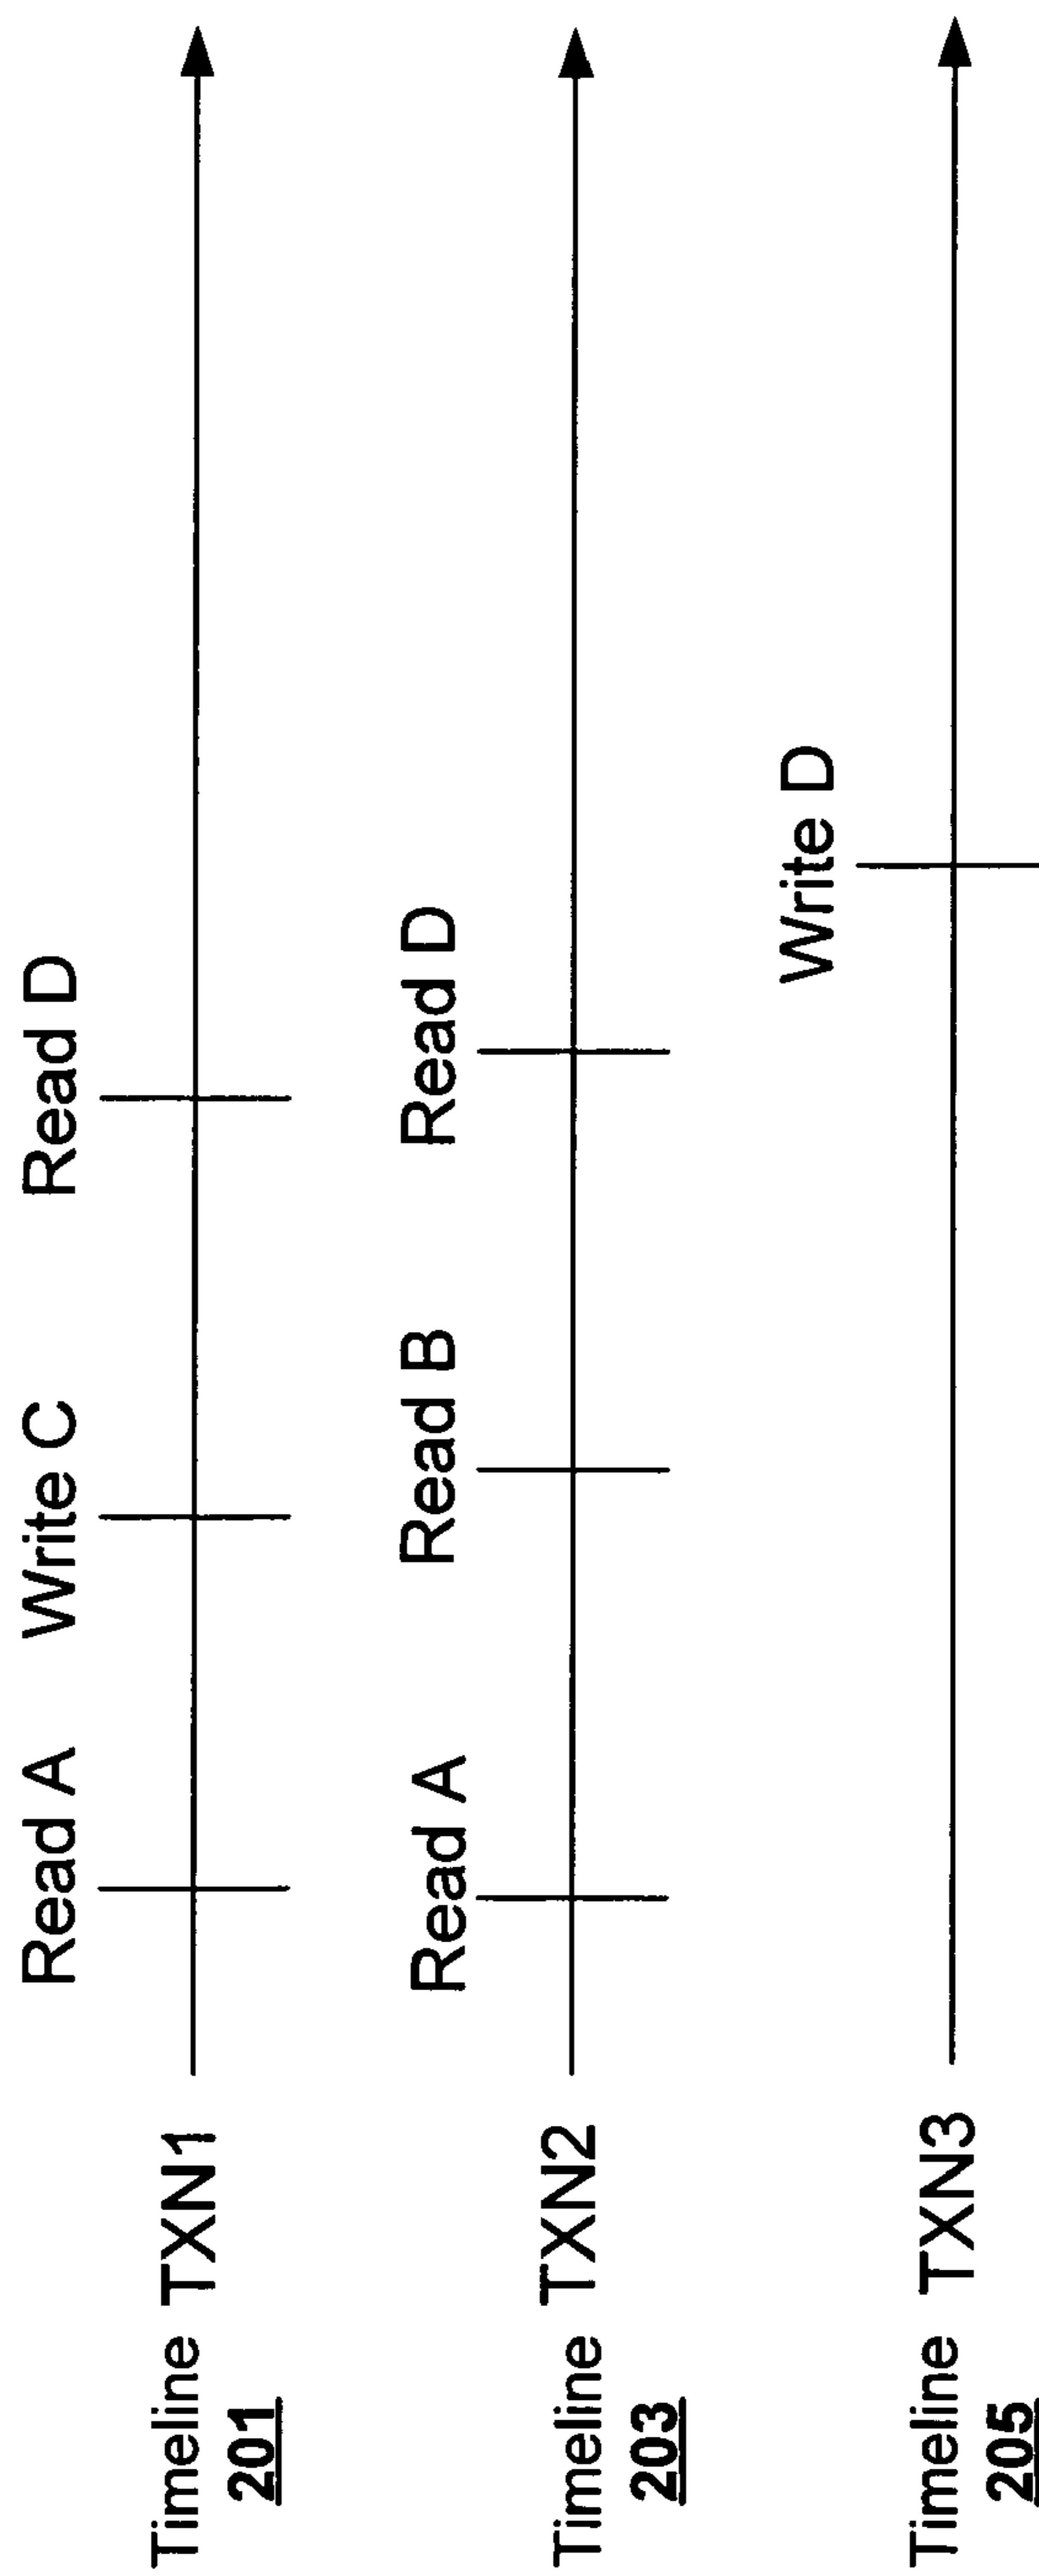 Read A Write C Read D
Timeline TXN1
201
Read A Read B Read D
Timeline TXN2
203
Write D
Timeline TXN3
205